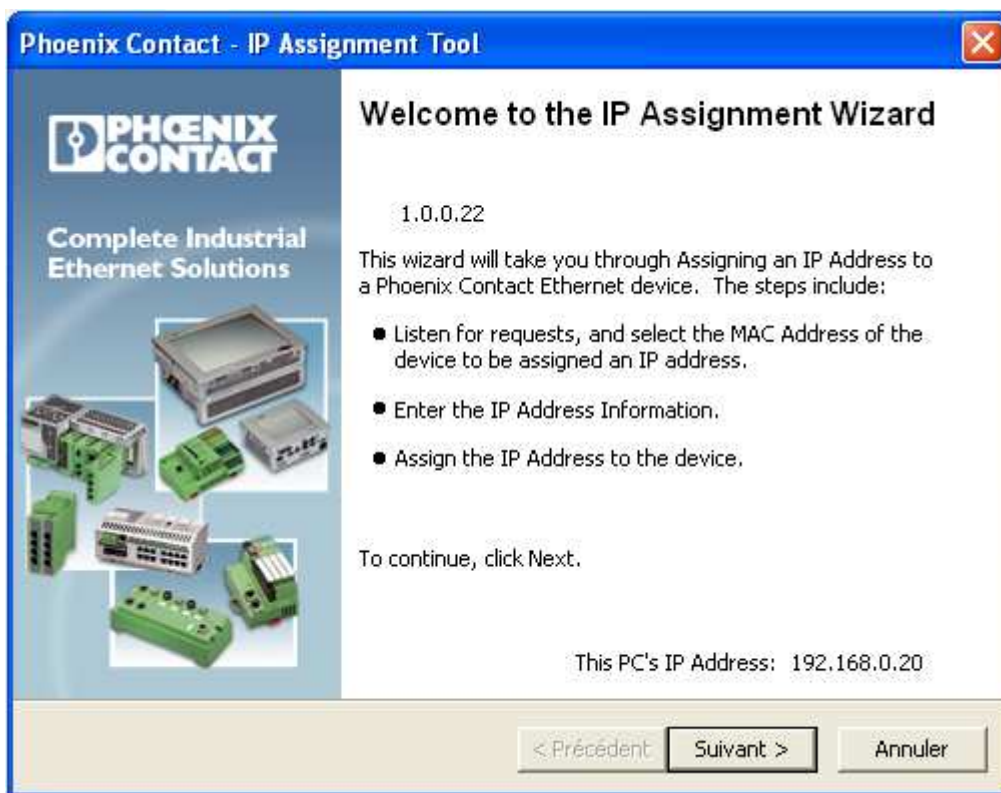 Phoenix Contact - IP Assignment Tool
PHŒNIX
CONTACT
Complete Industrial
Ethernet Solutions
Welcome to the IP Assignment Wizard
1.0.0.22
This wizard will take you through Assigning an IP Address to
a Phoenix Contact Ethernet device. The steps include:
● Listen for requests, and select the MAC Address of the
device to be assigned an IP address.
● Enter the IP Address Information.
● Assign the IP Address to the device.
To continue, click Next.
This PC's IP Address: 192.168.0.20
< Précédent
Suivant >
Annuler